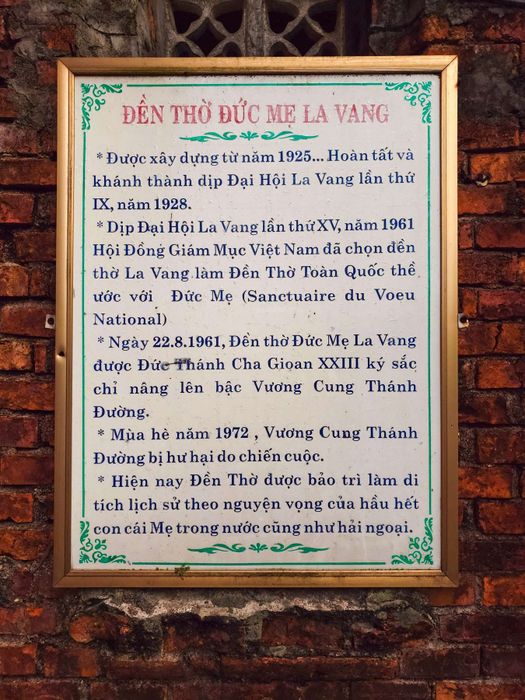 ĐỀN THỜ ĐỨC MẸ LA VANG
* Được xây dựng từ năm 1925... Hoàn tất và
khánh thành dịp Đại Hội La Vang lần thứ
IX, năm 1928.
* Dịp Đại Hội La Vang lần thứ XV, năm 1961
Hội Đồng Giám Mục Việt Nam đã chọn đền
thờ La Vang làm Đền Thờ Toàn Quốc thề
ước với Đức Mẹ (Sanctuaire du Voeu
National)
* Ngày 22.8.1961, Đền thờ Đức Mẹ La Vang
được Đức Thánh Cha Gioan XXIII ký sắc
chỉ nâng lên bậc Vương Cung Thánh
Đường.
* Mùa hè năm 1972 , Vương Cung Thánh
Đường bị hư hại do chiến cuộc.
* Hiện nay Đền Thờ được bảo trì làm di
tích lịch sử theo nguyện vọng của hầu hết
con cái Mẹ trong nước cũng như hải ngoại.